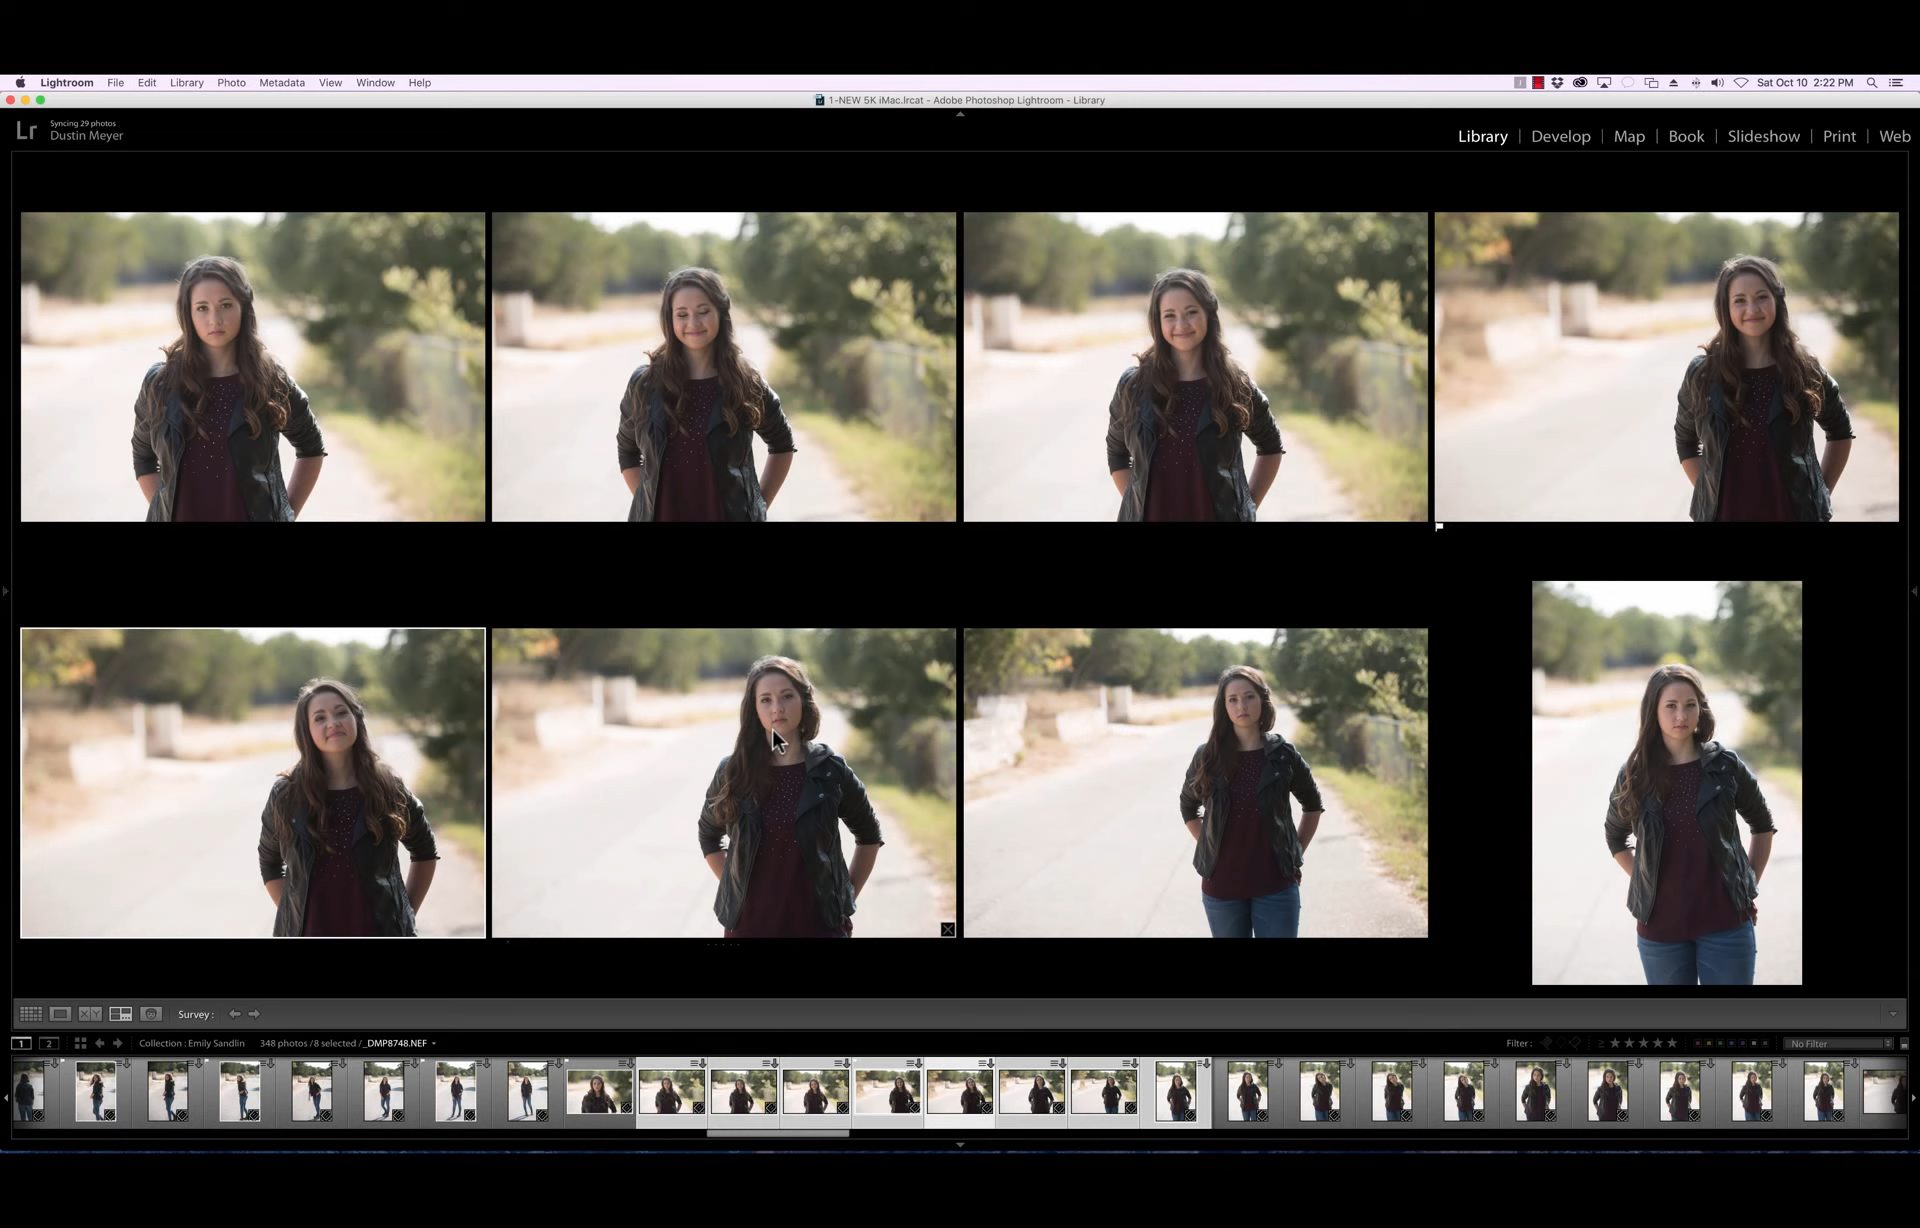 Lightroom File Edit Library Photo Metadata View Window Help Sat Oct 10 2:22 PM
1-NEW 5K iMac.lrcat - Adobe Photoshop Lightroom - Library
Lr Syncing 29 photos
Dustin Meyer
Library | Develop | Map | Book | Slideshow | Print | Web
XY Survey :
1 2 Collection : Emily Sandlin 348 photos /8 selected /_DMP8748.NEF Filter : ≥ ★★★★★ No Filter